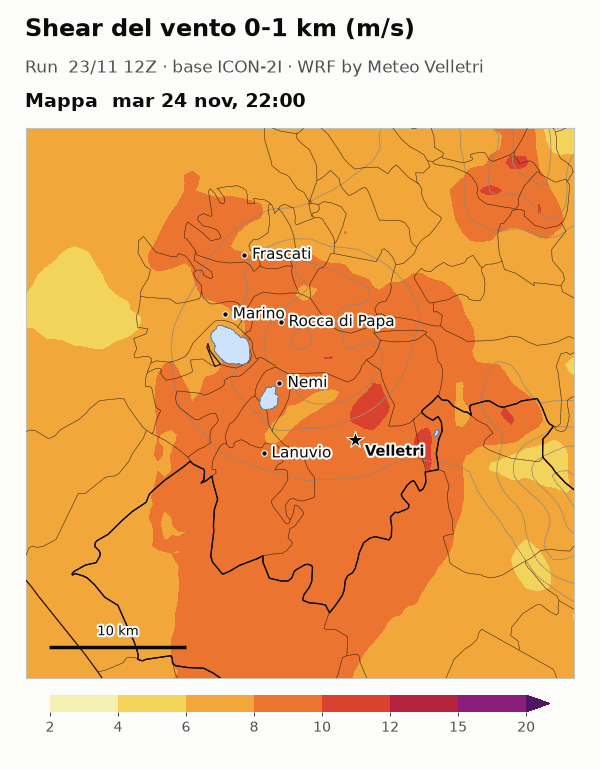 Shear del vento 0-1 km (m/s)
Run  23/11 12Z · base ICON-2I · WRF by Meteo Velletri
Mappa  mar 24 nov, 22:00
Frascati
Marino
Rocca di Papa
Nemi
Velletri
Lanuvio
10 km
2 4 6 8 10 12 15 20